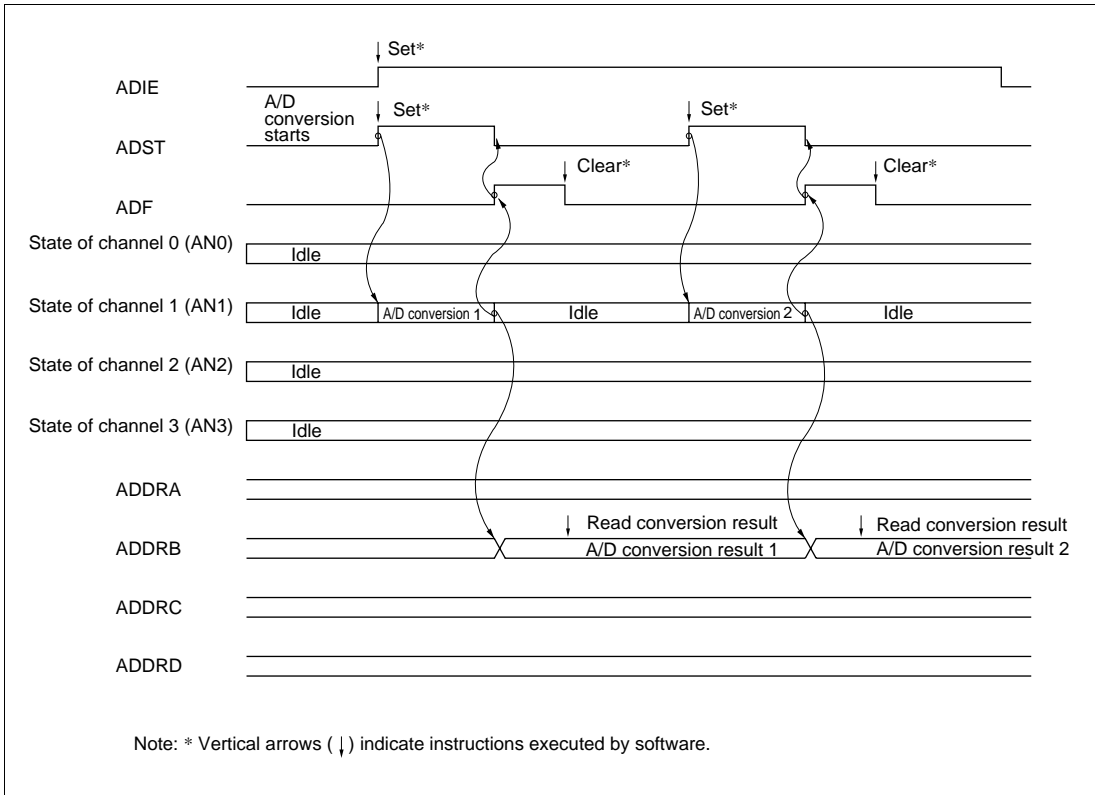 Set*
ADIE
A/D
conversion
starts
Set*
Set*
ADST
Clear*
Clear*
ADF
State of channel 0 (AN0)
Idle
State of channel 1 (AN1)
Idle
A/D conversion 1
Idle
A/D conversion 2
Idle
State of channel 2 (AN2)
Idle
State of channel 3 (AN3)
Idle
ADDRA
Read conversion result
Read conversion result
ADDRB
A/D conversion result 1
A/D conversion result 2
ADDRC
ADDRD
Note: * Vertical arrows (↓) indicate instructions executed by software.